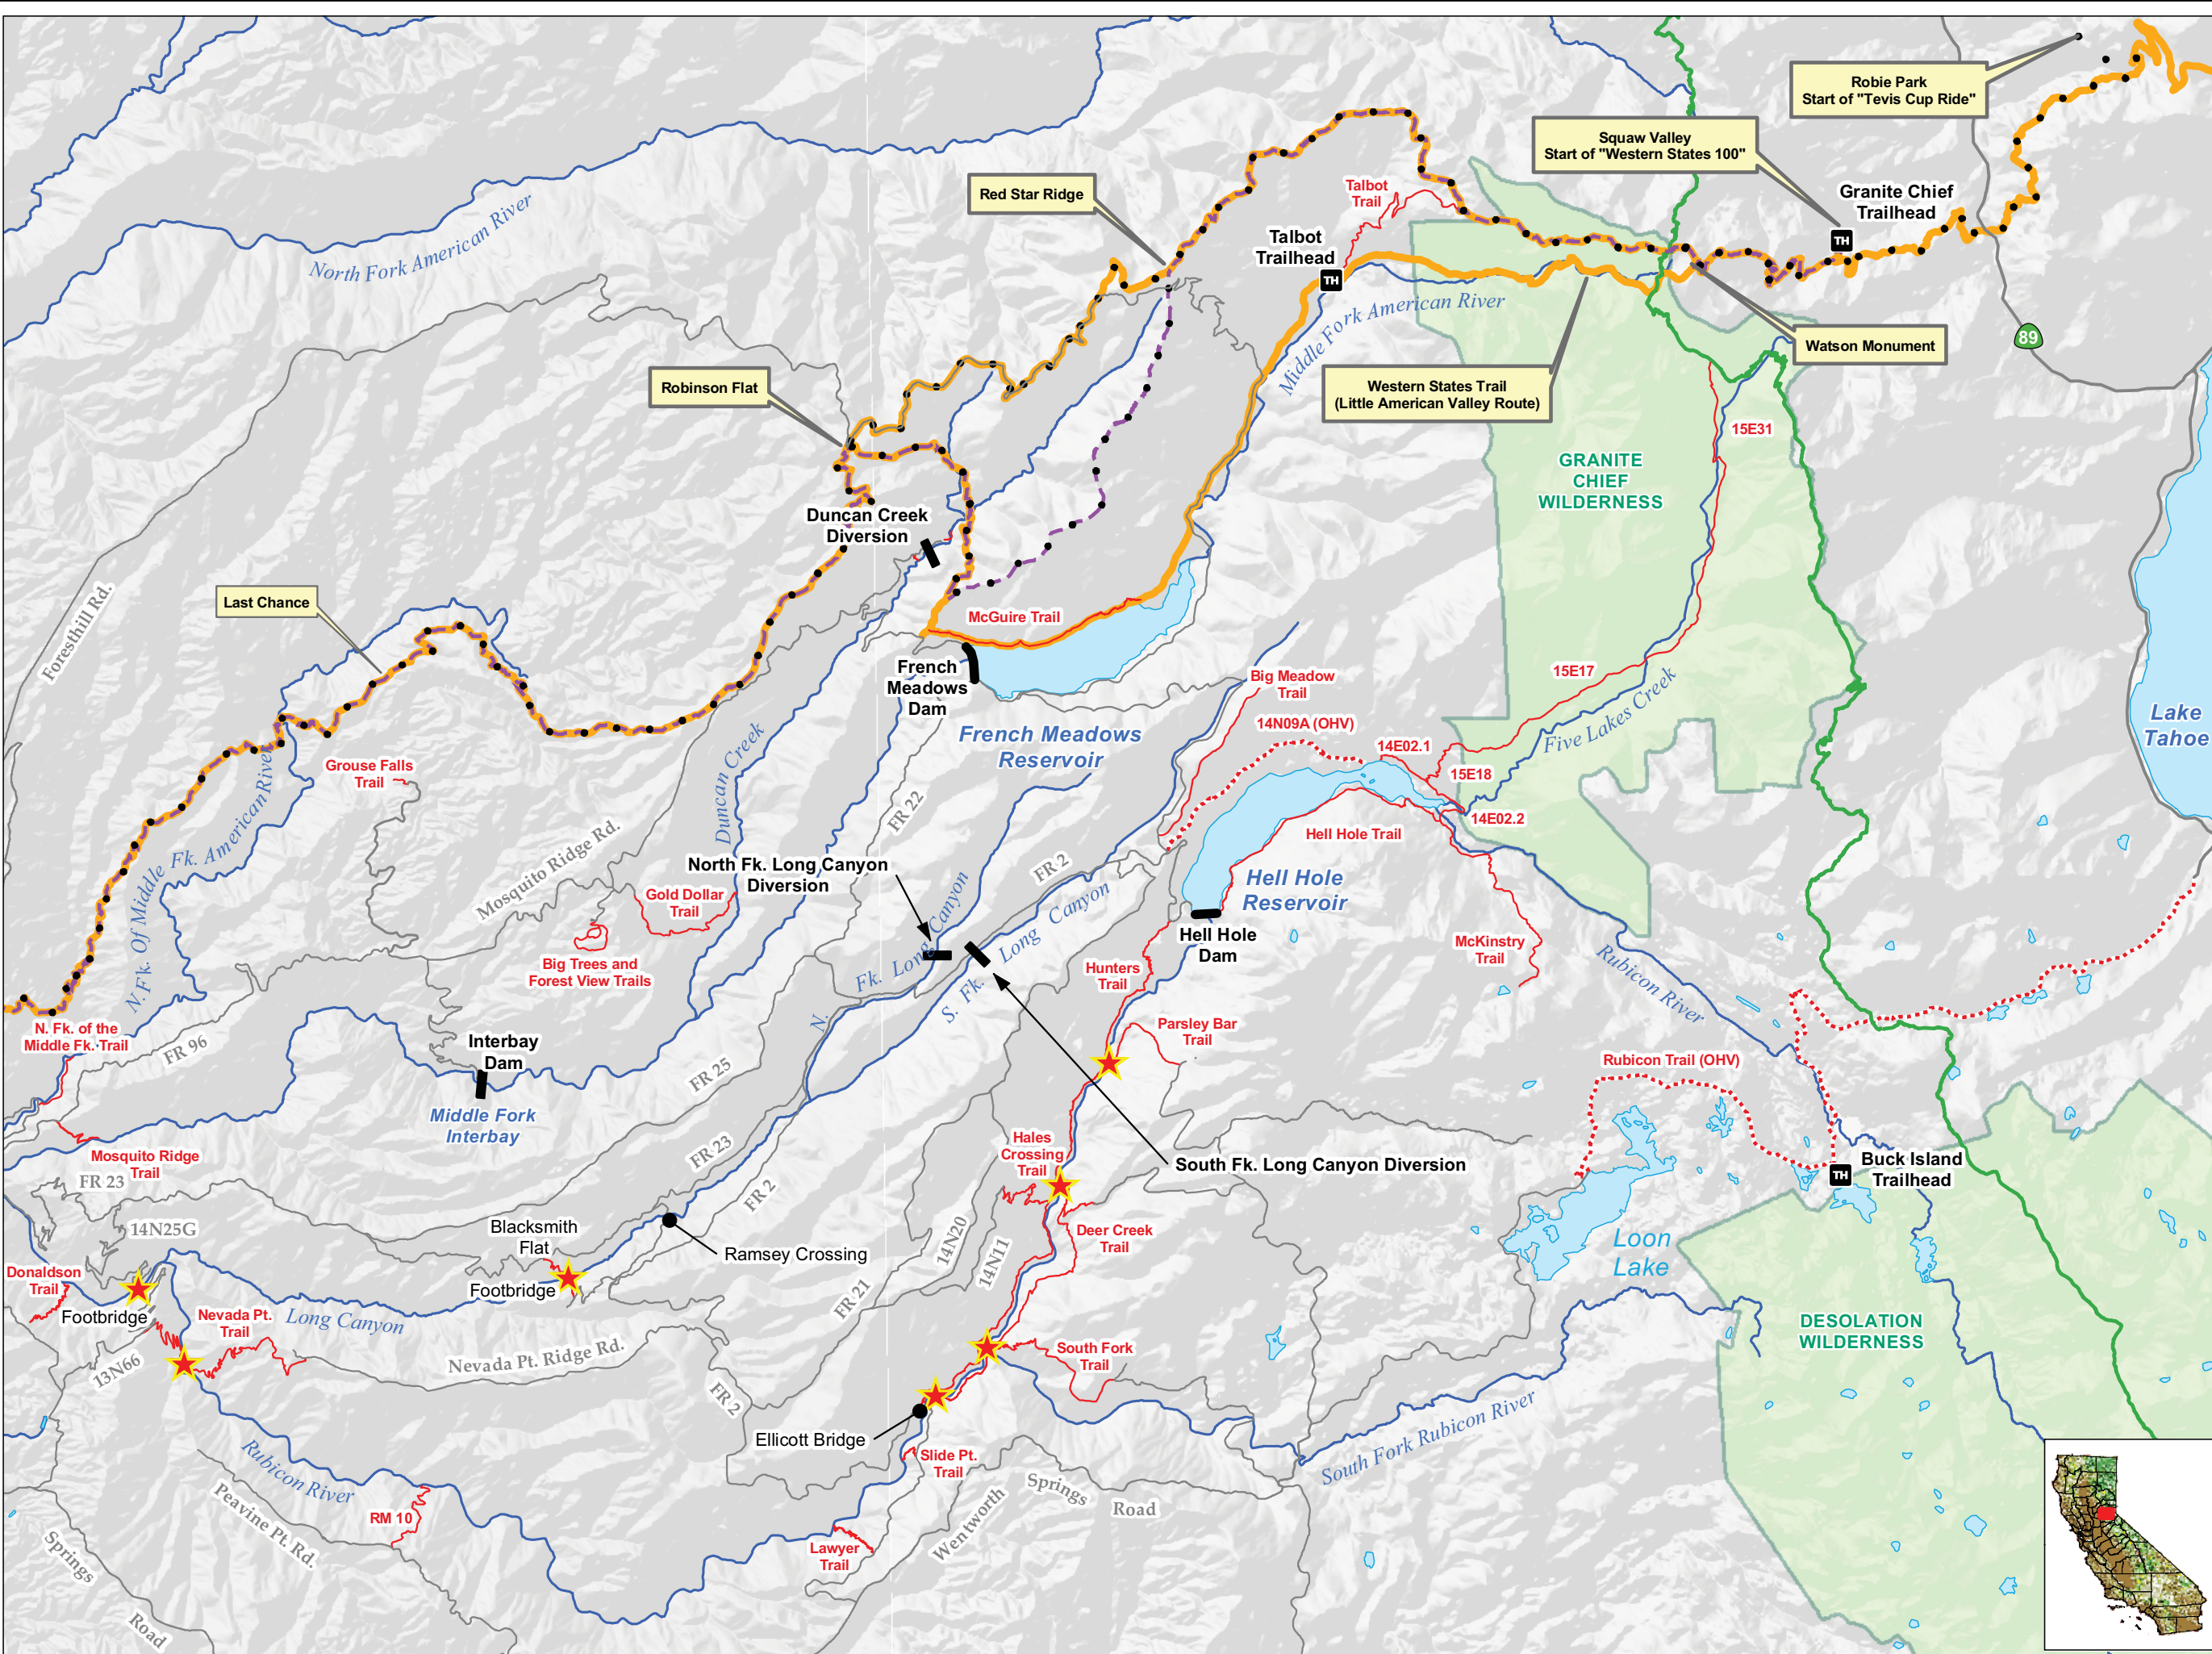 Robie Park
Start of "Tevis Cup Ride"
Squaw Valley
Start of "Western States 100"
Granite Chief
Trailhead
TH
Red Star Ridge
Talbot
Trail
Talbot
Trailhead
TH
North Fork American River
Middle Fork American River
Watson Monument
89
Robinson Flat
Western States Trail
(Little American Valley Route)
15E31
GRANITE
CHIEF
WILDERNESS
Duncan Creek
Diversion
Last Chance
Foresthill Rd.
McGuire Trail
French
Meadows
Dam
French Meadows
Reservoir
Big Meadow
Trail
14N09A (OHV)
15E17
14E02.1
15E18
Five Lakes Creek
14E02.2
Lake
Tahoe
Grouse Falls
Trail
N. Fk. Of Middle Fk. American River
Duncan Creek
FR 22
Mosquito Ridge Rd.
Hell Hole Trail
North Fk. Long Canyon
Diversion
FR 2
Gold Dollar
Trail
Hell Hole
Reservoir
Hell Hole
Dam
Big Trees and
Forest View Trails
N. Fk. Long Canyon
S. Fk. Long Canyon
Hunters
Trail
McKinstry
Trail
Rubicon River
N. Fk. of the
Middle Fk. Trail
FR 96
Interbay
Dam
Parsley Bar
Trail
Rubicon Trail (OHV)
FR 25
Middle Fork
Interbay
Mosquito Ridge
Trail
FR 23
FR 23
Hales
Crossing
Trail
South Fk. Long Canyon Diversion
TH
Buck Island
Trailhead
14N25G
FR 2
Blacksmith
Flat
Ramsey Crossing
14N20
14N11
Deer Creek
Trail
Loon
Lake
Donaldson
Trail
Footbridge
Footbridge
Nevada Pt.
Trail
Long Canyon
FR 21
DESOLATION
WILDERNESS
13N66
Nevada Pt. Ridge Rd.
South Fork
Trail
FR 2
Ellicott Bridge
South Fork Rubicon River
Slide Pt.
Trail
Rubicon River
Peavine Pt. Rd.
RM 10
Wentworth
Springs
Road
Lawyer
Trail
Springs
Road